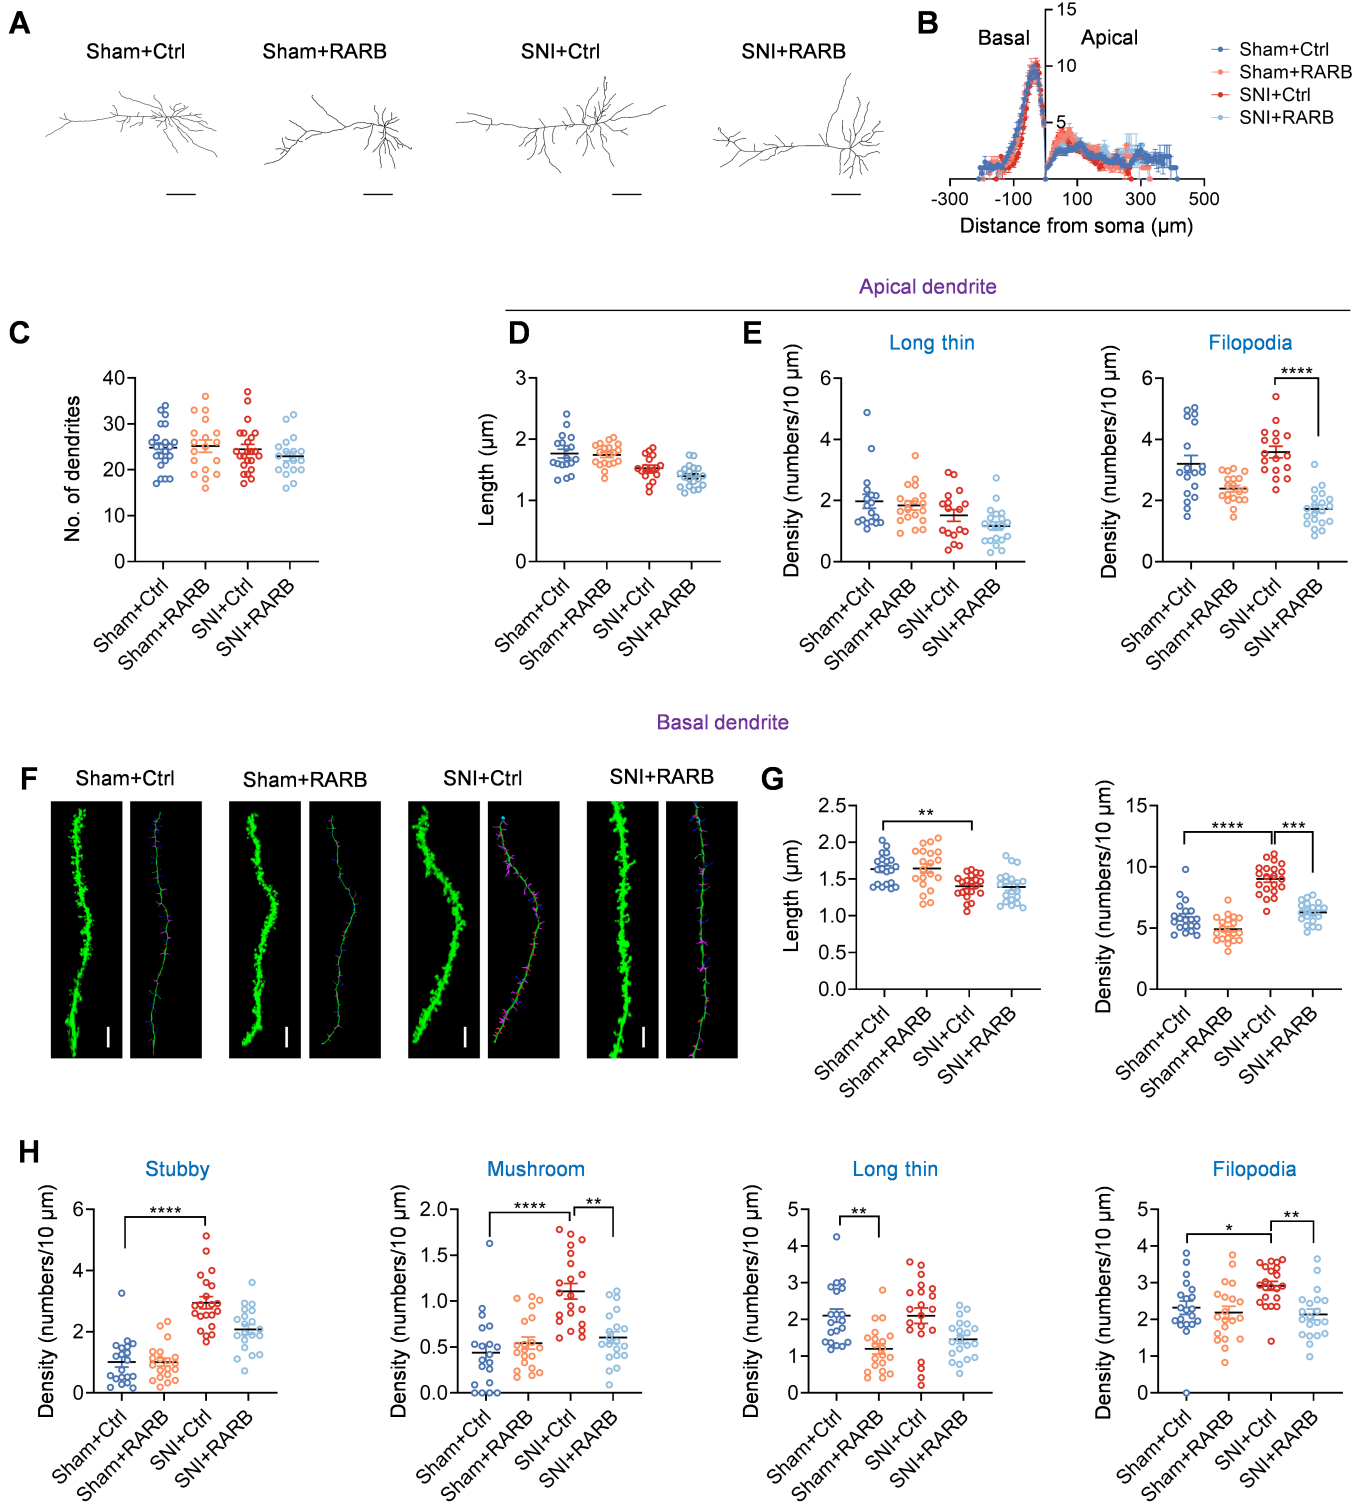 A
Sham+Ctrl
Sham+RARB
SNI+Ctrl
SNI+RARB
B
15
10
5
Basal
Apical
-300
-100
100
300
500
Distance from soma (μm)
Sham+Ctrl
Sham+RARB
SNI+Ctrl
SNI+RARB
Apical dendrite
C
No. of dendrites
40
30
20
10
0
Sham+Ctrl
Sham+RARB
SNI+Ctrl
SNI+RARB
D
Length (μm)
3
2
1
0
Sham+Ctrl
Sham+RARB
SNI+Ctrl
SNI+RARB
E
Long thin
Density (numbers/10 μm)
6
4
2
0
Sham+Ctrl
Sham+RARB
SNI+Ctrl
SNI+RARB
Filopodia
Density (numbers/10 μm)
6
4
2
0
****
Sham+Ctrl
Sham+RARB
SNI+Ctrl
SNI+RARB
Basal dendrite
F
Sham+Ctrl
Sham+RARB
SNI+Ctrl
SNI+RARB
G
Length (μm)
2.5
2.0
1.5
1.0
0.5
0.0
**
Sham+Ctrl
Sham+RARB
SNI+Ctrl
SNI+RARB
Density (numbers/10 μm)
15
10
5
0
****
***
Sham+Ctrl
Sham+RARB
SNI+Ctrl
SNI+RARB
H
Stubby
Density (numbers/10 μm)
6
4
2
0
****
Sham+Ctrl
Sham+RARB
SNI+Ctrl
SNI+RARB
Mushroom
Density (numbers/10 μm)
2.0
1.5
1.0
0.5
0.0
****
**
Sham+Ctrl
Sham+RARB
SNI+Ctrl
SNI+RARB
Long thin
Density (numbers/10 μm)
5
4
3
2
1
0
**
Sham+Ctrl
Sham+RARB
SNI+Ctrl
SNI+RARB
Filopodia
Density (numbers/10 μm)
5
4
3
2
1
0
*
**
Sham+Ctrl
Sham+RARB
SNI+Ctrl
SNI+RARB